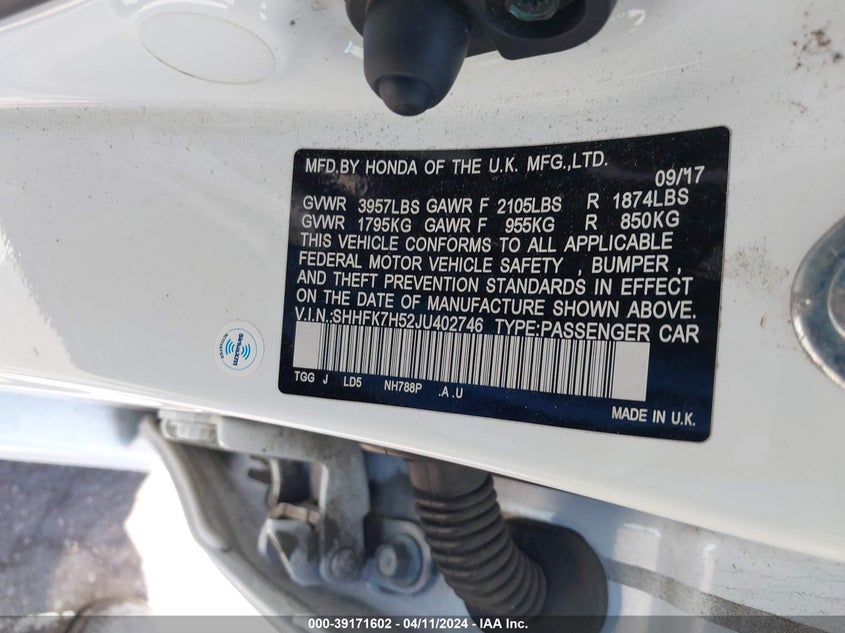 MFD.BY HONDA OF THE U.K. MFG.,LTD.
09/'17
GVWR 3957LBS GAWR F 2105LBS R 1874LBS
GVWR 1795KG GAWR F 955KG R 850KG
THIS VEHICLE CONFORMS TO ALL APPLICABLE
FEDERAL MOTOR VEHICLE SAFETY , BUMPER ,
AND THEFT PREVENTION STANDARDS IN EFFECT
ON THE DATE OF MANUFACTURE SHOWN ABOVE.
V.I.N.:SHHFK7H52JU402746 TYPE:PASSENGER CAR
TGG J LD5 NH788P .A .U
MADE IN U.K.
SiriusXM
000-39171602 / 04/11/2024 - IAA Inc.